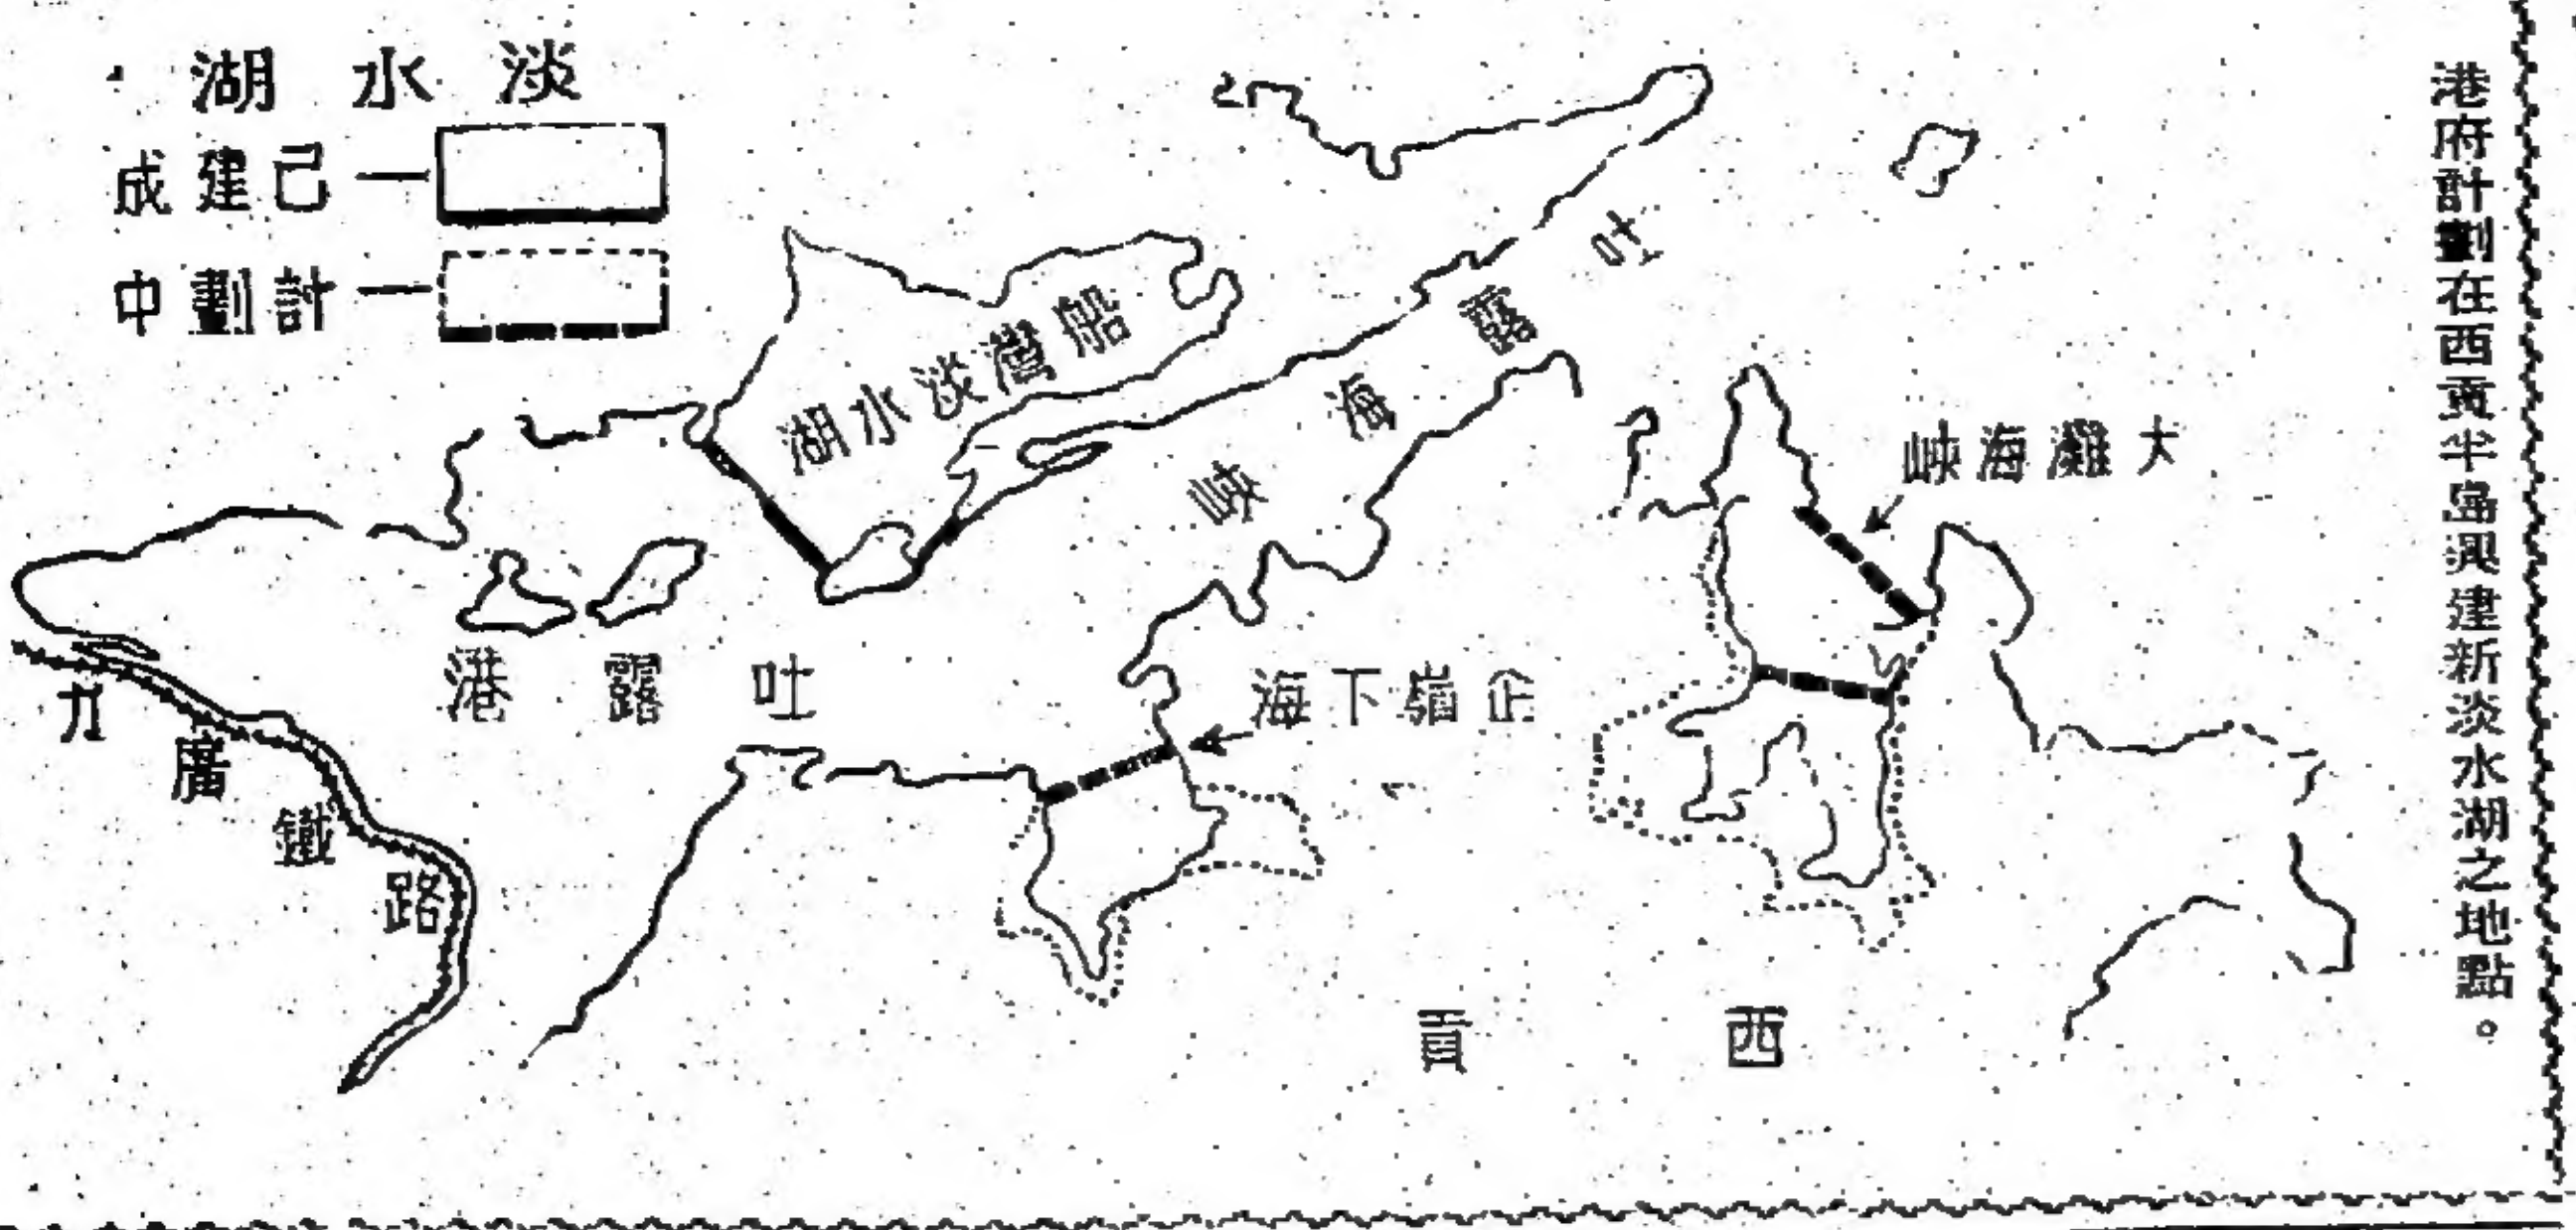 港府計劃在西貢半島興建新淡水湖之地點。
淡水湖
己建成
計劃中
船灣淡水湖
吐露海峽
大灘海峽
企嶺下海
吐露港
九廣鐵路
西貢